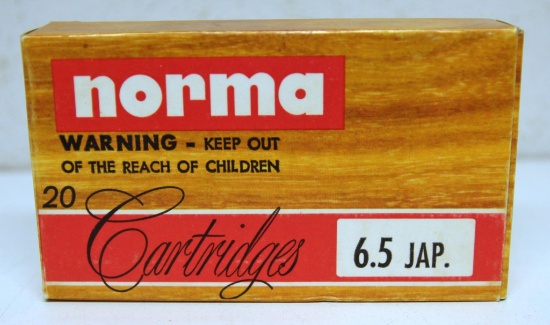 norma
WARNING - KEEP OUT
OF THE REACH OF CHILDREN
20
Cartridges
6.5 JAP.